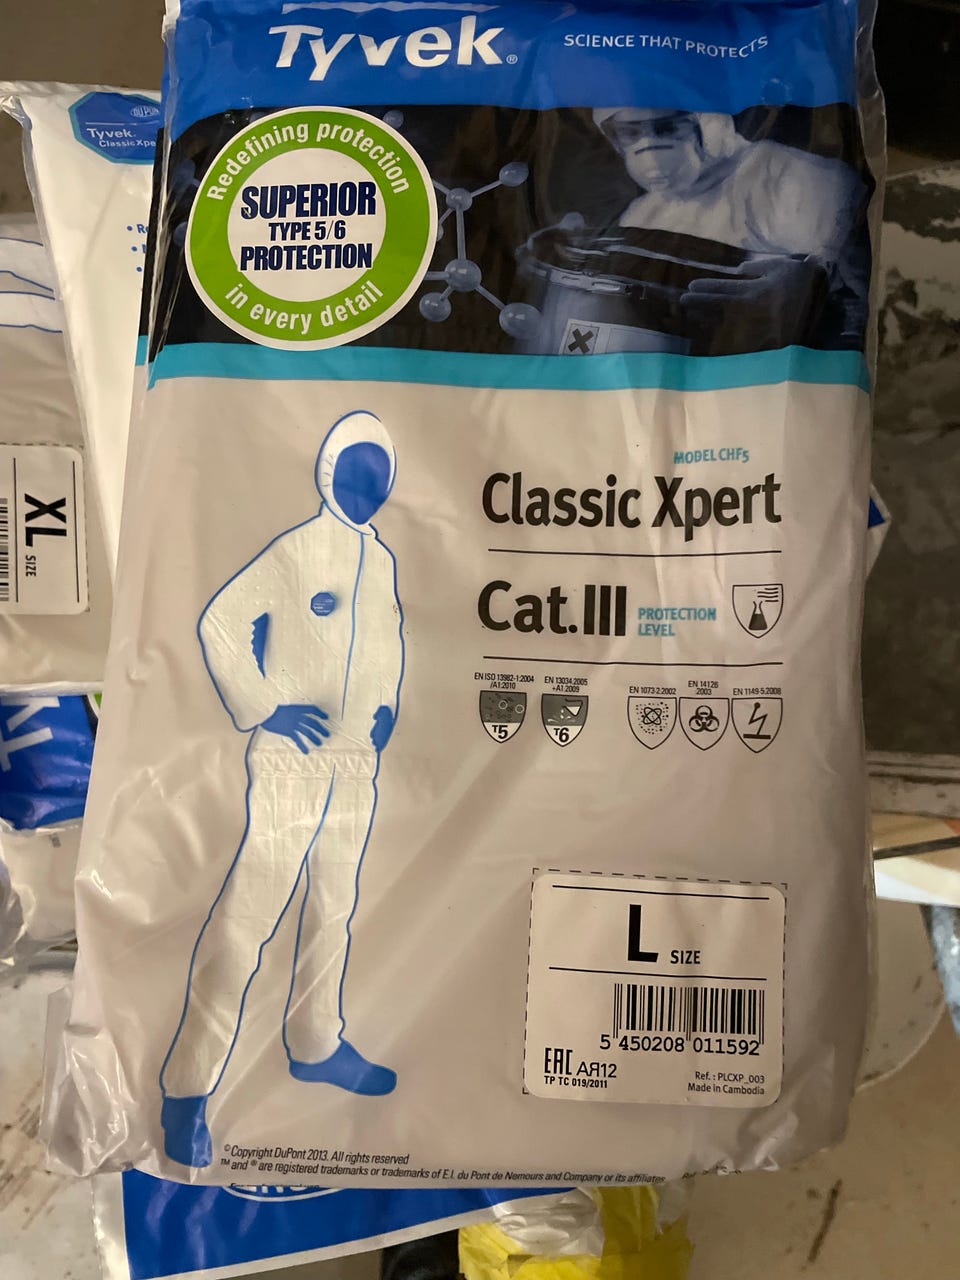 Tyvek®
SCIENCE THAT PROTECTS
Redefining protection
SUPERIOR
TYPE 5/6
PROTECTION
in every detail
MODEL CHF5
Classic Xpert
Cat.III
PROTECTION
LEVEL
EN ISO 13982-1:2004
/A1:2010
EN 13034:2005
+A1:2009
EN 1073-2:2002
EN 14126
:2003
EN 1149-5:2008
T5
T6
L SIZE
5 450208 011592
EAC АЯ12
TP TC 019/2011
Ref.: PLCXP_003
Made in Cambodia
©Copyright DuPont 2013. All rights reserved
™ and ® are registered trademarks or trademarks of E.I. du Pont de Nemours and Company or its affiliates
DU PONT
Tyvek.
Classic Xpe
XL SIZE